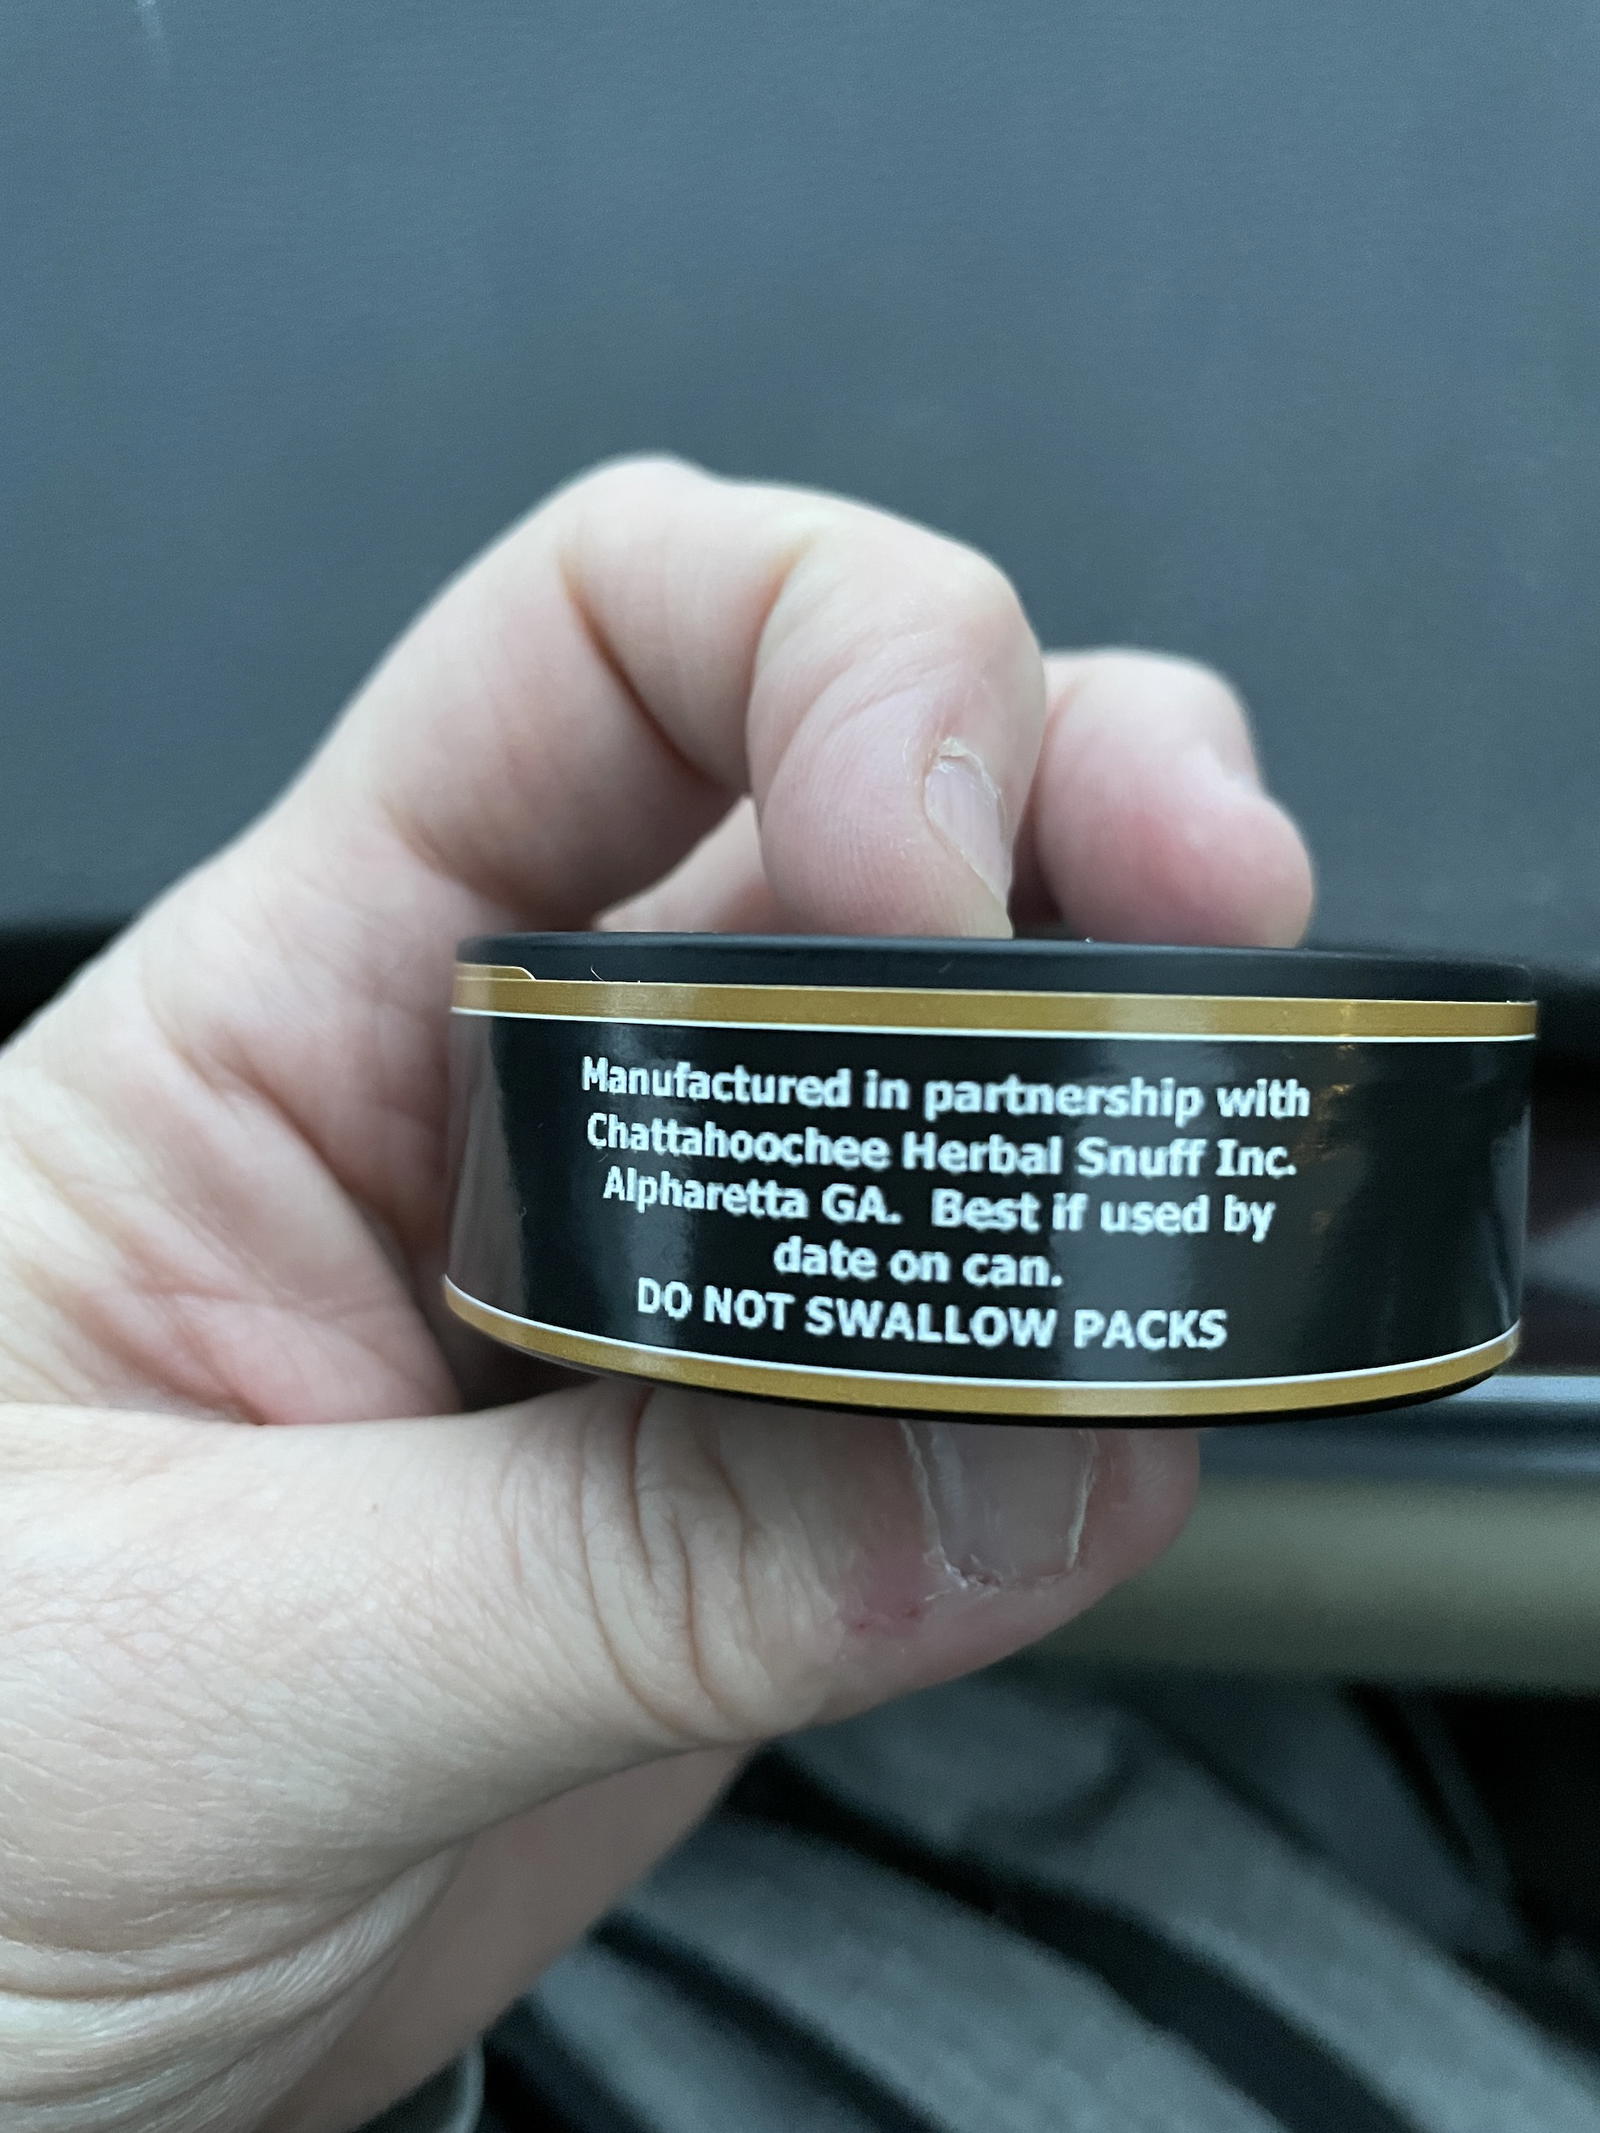 Manufactured in partnership with
Chattahoochee Herbal Snuff Inc.
Alpharetta GA. Best if used by
date on can.
DO NOT SWALLOW PACKS